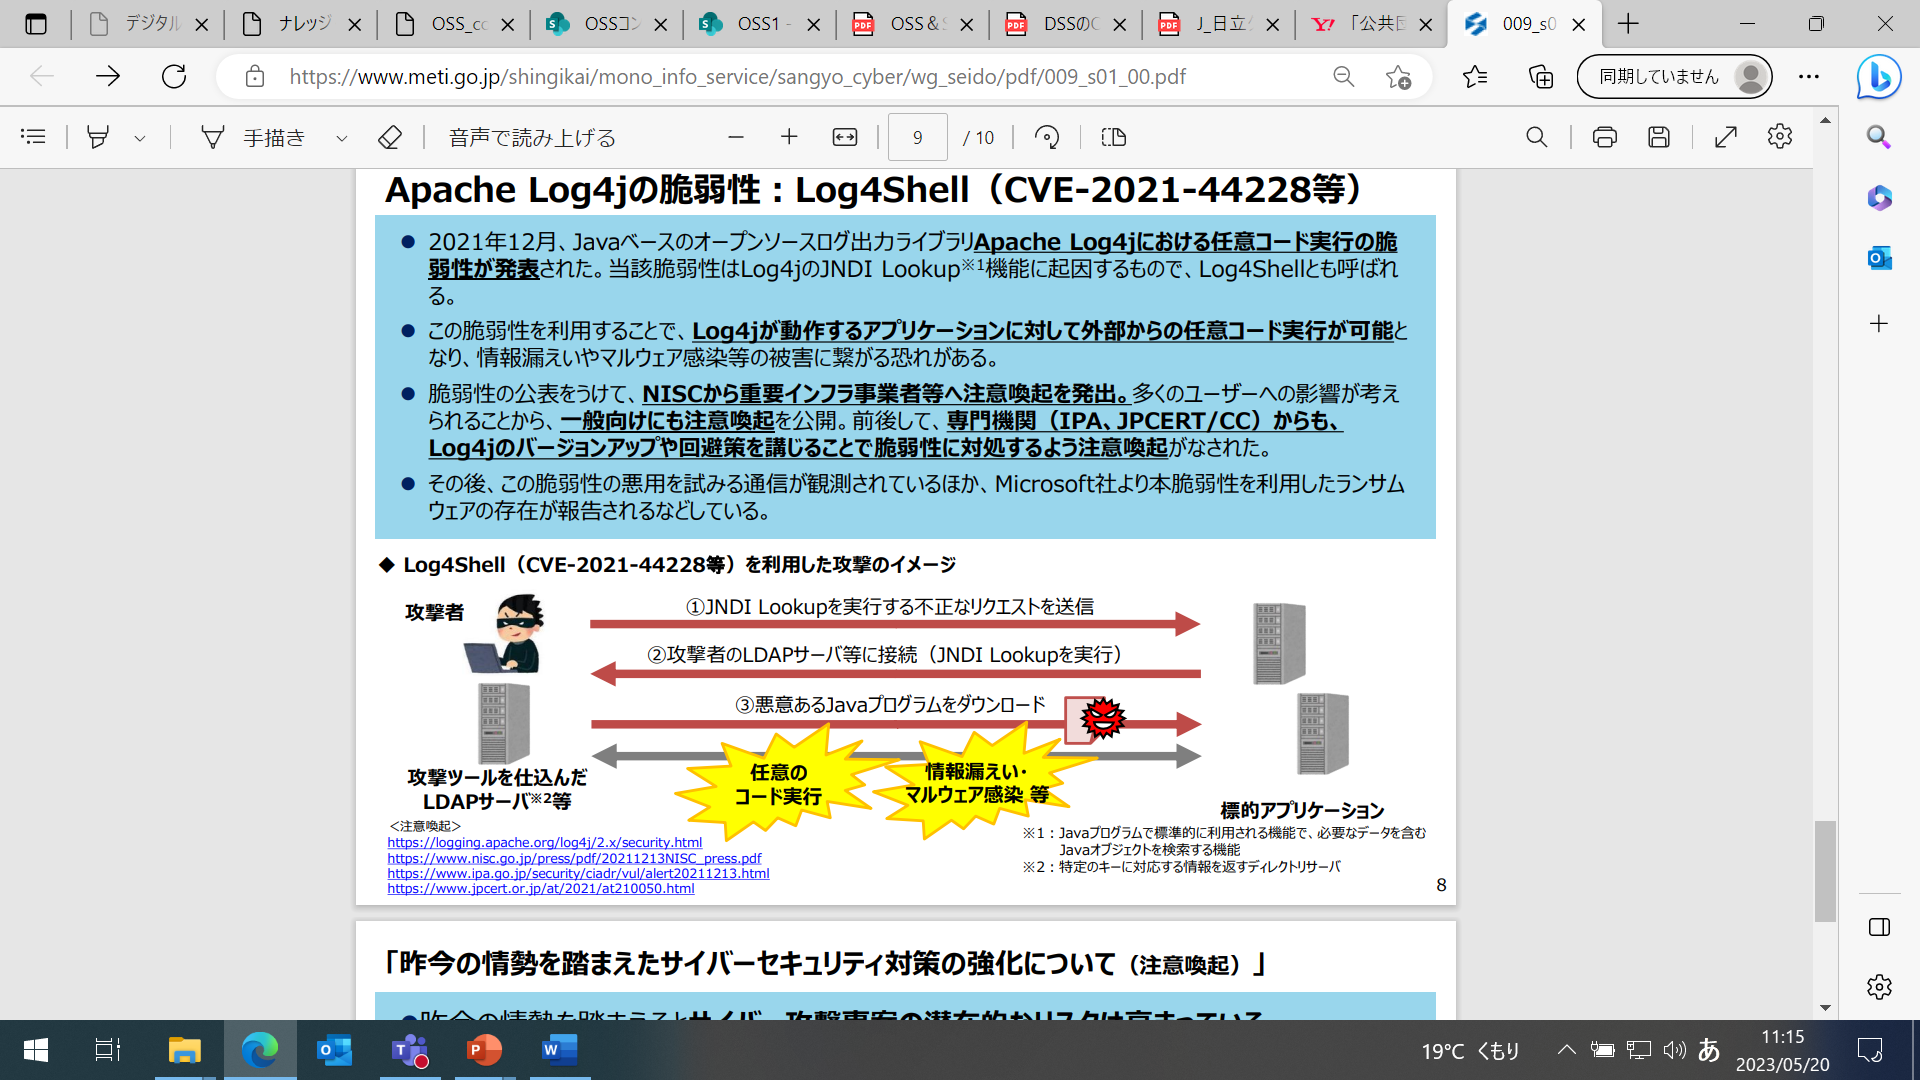 デジタル
ナレッジ
OSS_cc
OSSコン
OSS1 -
OSS&S
DSSのC
J_日立グ
「公共団
009_s0
https://www.meti.go.jp/shingikai/mono_info_service/sangyo_cyber/wg_seido/pdf/009_s01_00.pdf
同期していません
手描き
音声で読み上げる
9
/ 10
Apache Log4jの脆弱性：Log4Shell（CVE-2021-44228等）
● 2021年12月、Javaベースのオープンソースログ出力ライブラリApache Log4jにおける任意コード実行の脆
弱性が発表された。当該脆弱性はLog4jのJNDI Lookup※1機能に起因するもので、Log4Shellとも呼ばれ
る。
● この脆弱性を利用することで、Log4jが動作するアプリケーションに対して外部からの任意コード実行が可能と
なり、情報漏えいやマルウェア感染等の被害に繋がる恐れがある。
● 脆弱性の公表をうけて、NISCから重要インフラ事業者等へ注意喚起を発出。多くのユーザーへの影響が考え
られることから、一般向けにも注意喚起を公開。前後して、専門機関（IPA、JPCERT/CC）からも、
Log4jのバージョンアップや回避策を講じることで脆弱性に対処するよう注意喚起がなされた。
● その後、この脆弱性の悪用を試みる通信が観測されているほか、Microsoft社より本脆弱性を利用したランサム
ウェアの存在が報告されるなどしている。
◆ Log4Shell（CVE-2021-44228等）を利用した攻撃のイメージ
攻撃者
①JNDI Lookupを実行する不正なリクエストを送信
②攻撃者のLDAPサーバ等に接続（JNDI Lookupを実行）
③悪意あるJavaプログラムをダウンロード
任意の
コード実行
情報漏えい・
マルウェア感染 等
攻撃ツールを仕込んだ
LDAPサーバ※2等
標的アプリケーション
＜注意喚起＞
https://logging.apache.org/log4j/2.x/security.html
https://www.nisc.go.jp/press/pdf/20211213NISC_press.pdf
https://www.ipa.go.jp/security/ciadr/vul/alert20211213.html
https://www.jpcert.or.jp/at/2021/at210050.html
※1：Javaプログラムで標準的に利用される機能で、必要なデータを含む
Javaオブジェクトを検索する機能
※2：特定のキーに対応する情報を返すディレクトリサーバ
8
「昨今の情勢を踏まえたサイバーセキュリティ対策の強化について（注意喚起）」
●昨今の情勢を踏まえるとサイバー攻撃事案の潜在的なリスクは高まっている
19°C くもり
あ
11:15
2023/05/20